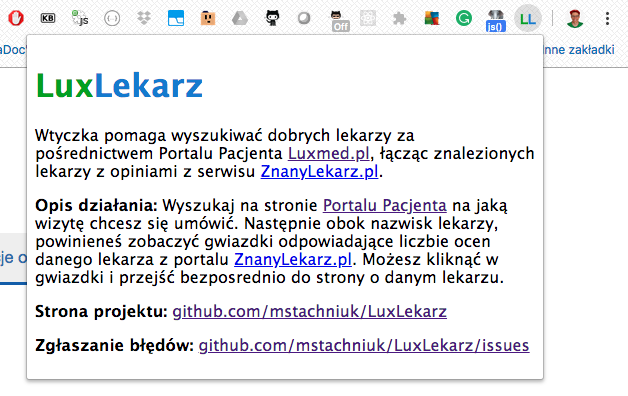 KB
js
Off
js()
LL
aDoc
nne zakładki
LuxLekarz
Wtyczka pomaga wyszukiwać dobrych lekarzy za
pośrednictwem Portalu Pacjenta Luxmed.pl, łącząc znalezionych
lekarzy z opiniami z serwisu ZnanyLekarz.pl.
Opis działania: Wyszukaj na stronie Portalu Pacjenta na jaką
wizytę chcesz się umówić. Następnie obok nazwisk lekarzy,
powinieneś zobaczyć gwiazdki odpowiadające liczbie ocen
danego lekarza z portalu ZnanyLekarz.pl. Możesz kliknąć w
gwiazdki i przejść bezposrednio do strony o danym lekarzu.
cje o
Strona projektu: github.com/mstachniuk/LuxLekarz
Zgłaszanie błędów: github.com/mstachniuk/LuxLekarz/issues